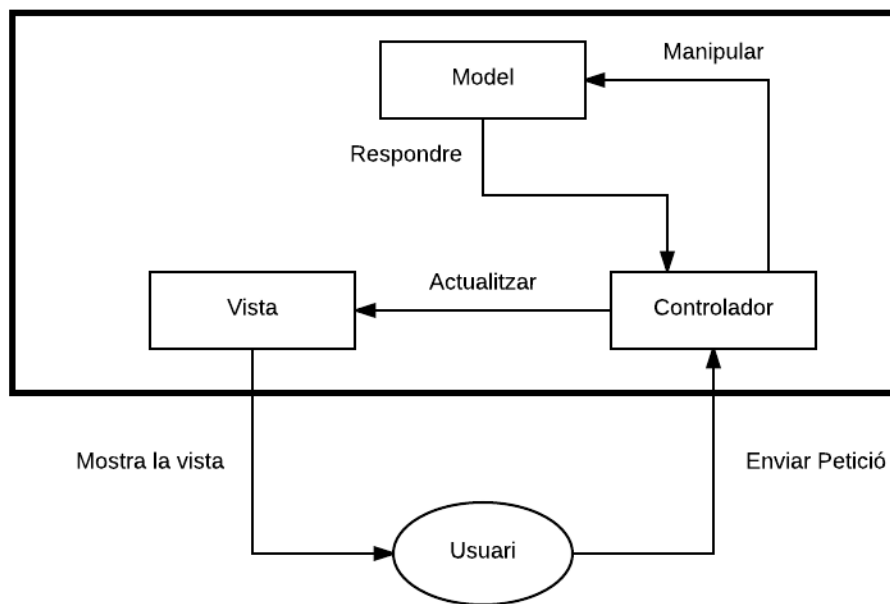 Manipular
Model
Respondre
Actualitzar
Vista
Controlador
Mostra la vista
Enviar Petició
Usuari